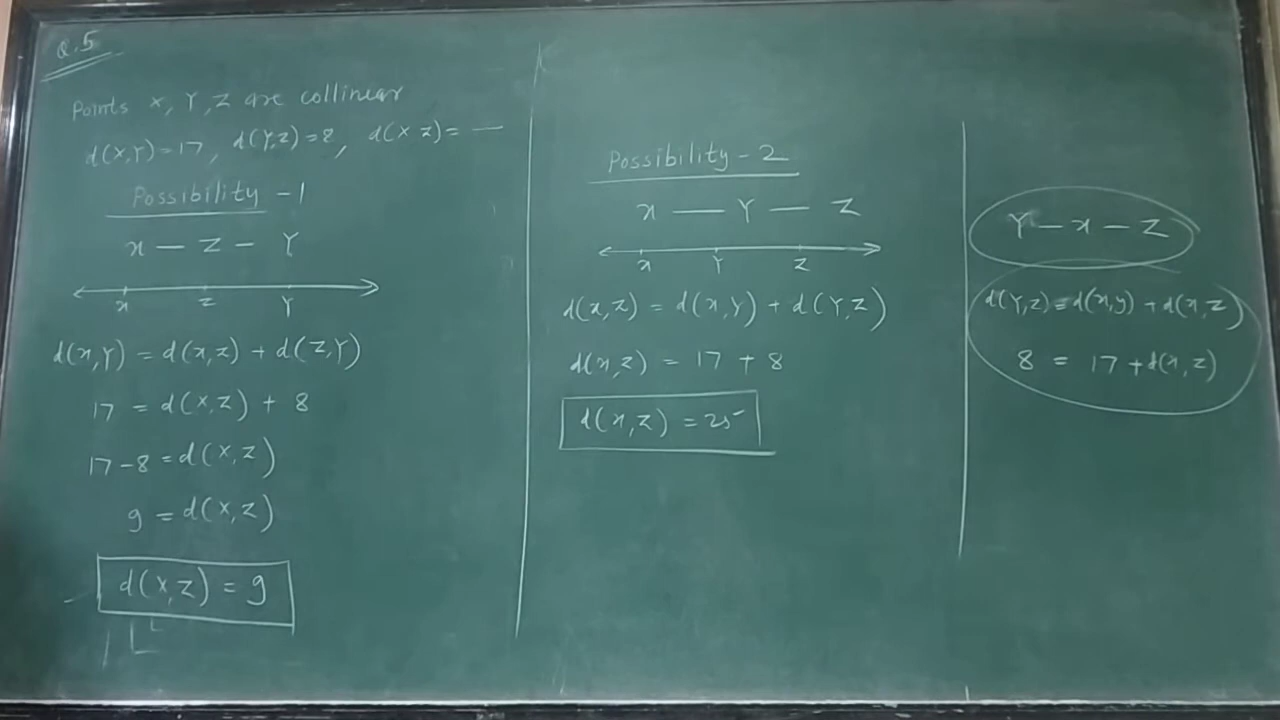 Q.5
Points x, Y, Z are collinear
d(x,Y)=17, d(Y,Z)=8, d(x z)= —
Possibility -1
x — Z — Y
x z Y
d(x,Y) = d(x,z) + d(z,Y)
17 = d(x,z) + 8
17-8 = d(x,z)
9 = d(x,z)
d(x,z) = 9
Possibility - 2
x — Y — Z
x Y z
d(x,z) = d(x,Y) + d(Y,Z)
d(x,z) = 17 + 8
d(x,z) = 25
Y — x — Z
d(Y,z) = d(x,y) + d(x,z)
8 = 17 + d(x,z)